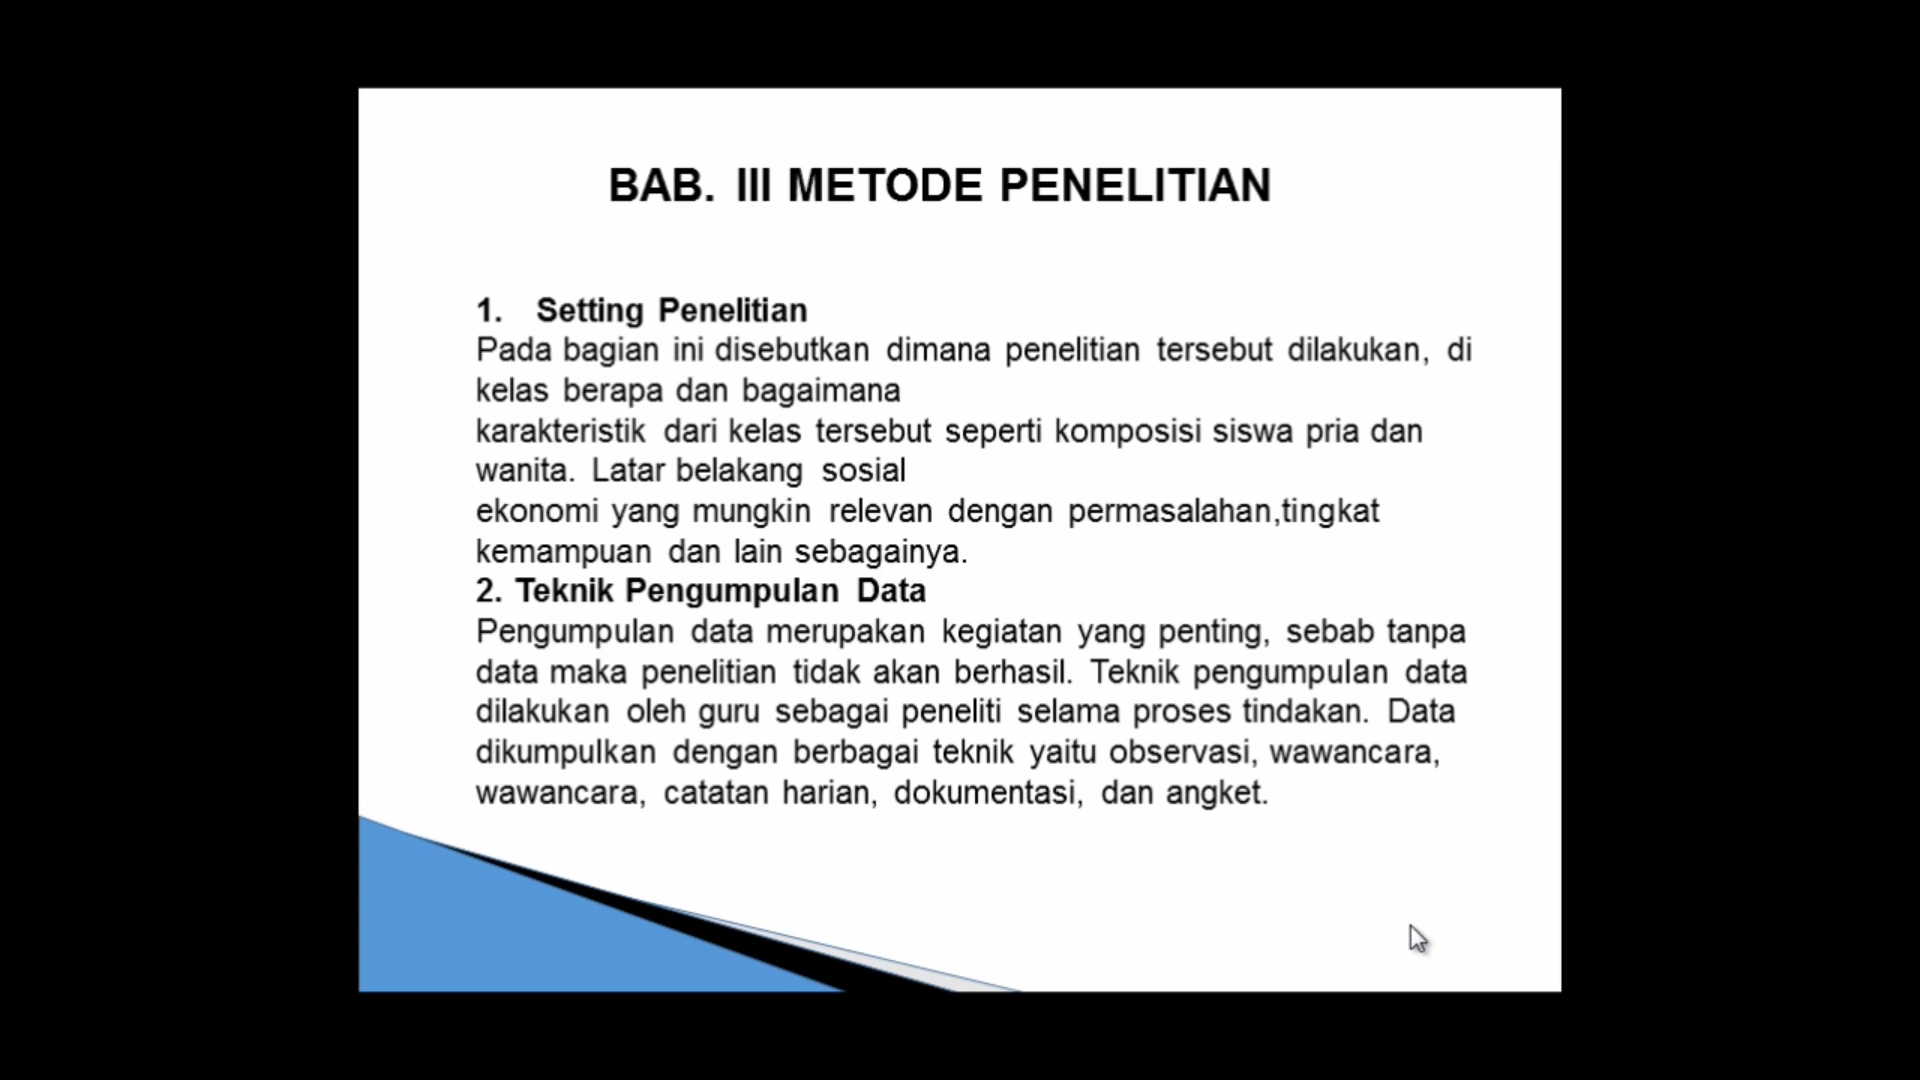 BAB. III METODE PENELITIAN
1. Setting Penelitian
Pada bagian ini disebutkan dimana penelitian tersebut dilakukan, di
kelas berapa dan bagaimana
karakteristik dari kelas tersebut seperti komposisi siswa pria dan
wanita. Latar belakang sosial
ekonomi yang mungkin relevan dengan permasalahan,tingkat
kemampuan dan lain sebagainya.
2. Teknik Pengumpulan Data
Pengumpulan data merupakan kegiatan yang penting, sebab tanpa
data maka penelitian tidak akan berhasil. Teknik pengumpulan data
dilakukan oleh guru sebagai peneliti selama proses tindakan. Data
dikumpulkan dengan berbagai teknik yaitu observasi, wawancara,
wawancara, catatan harian, dokumentasi, dan angket.